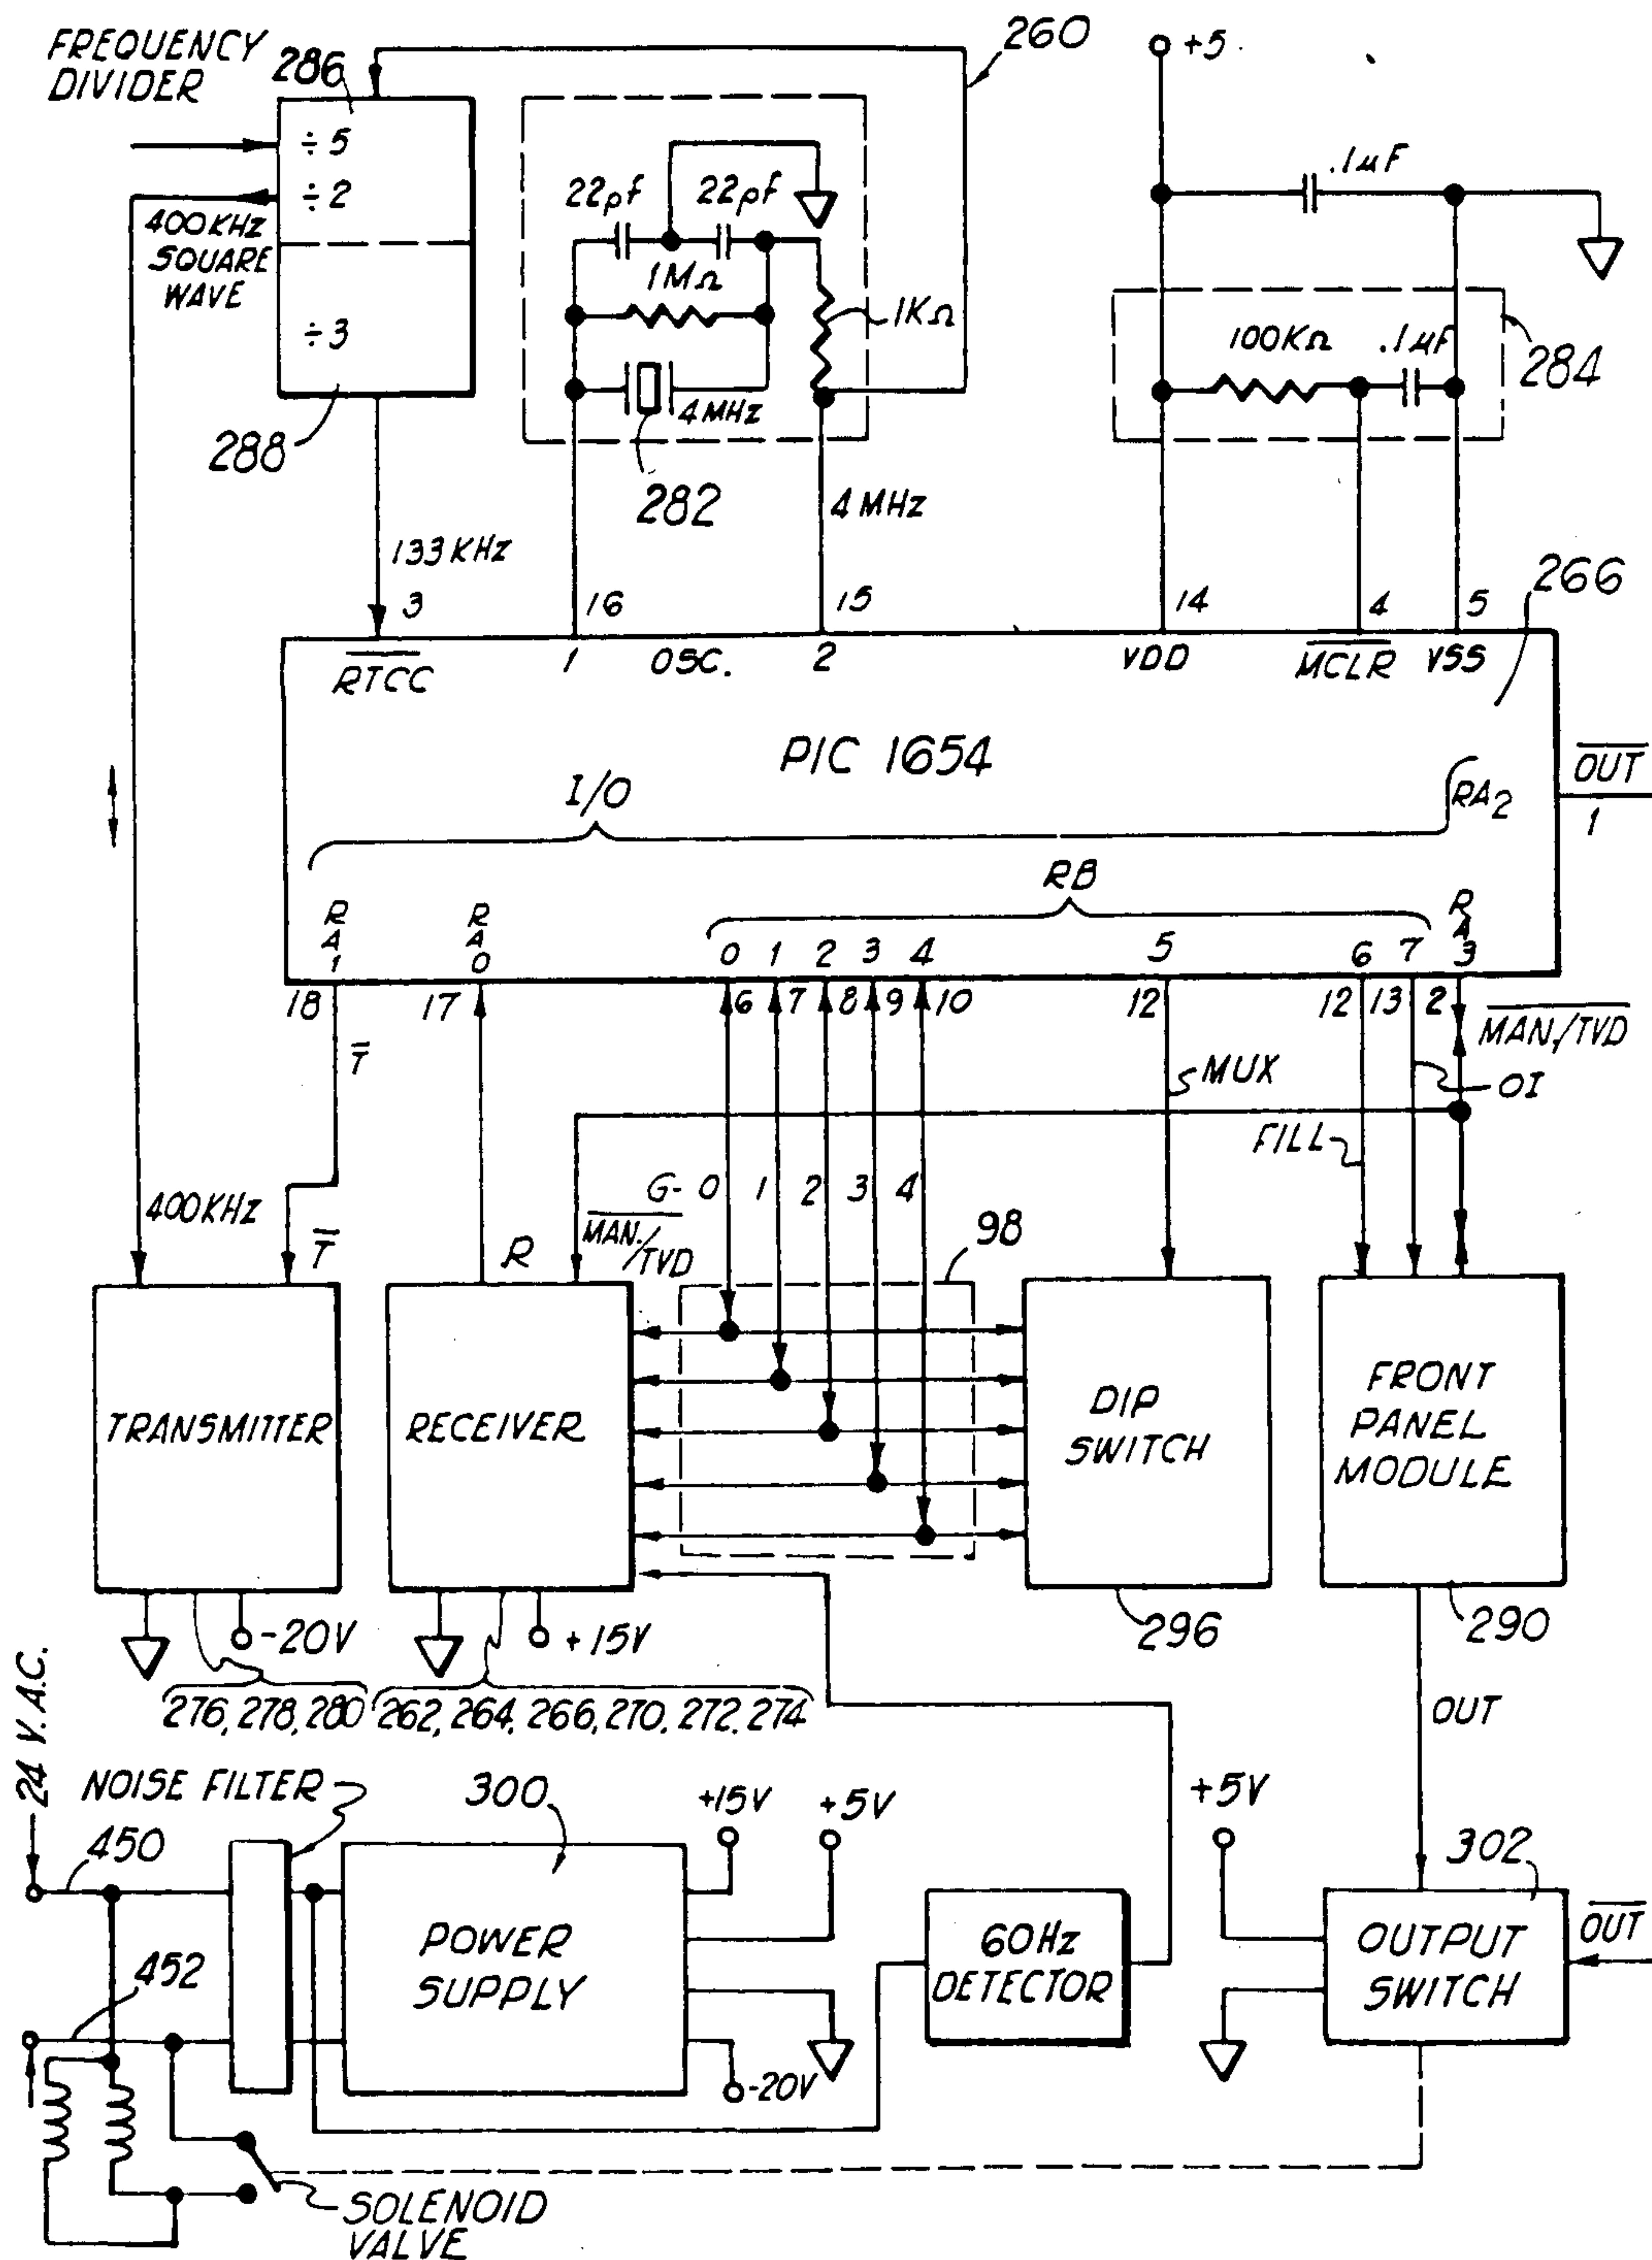 FREQUENCY
DIVIDER
286
÷5
÷2
400KHZ
SQUARE
WAVE
÷3
288
133KHZ
3
22pf
22pf
1MΩ
1KΩ
4MHZ
282
4MHz
16
15
260
+5
.1µF
100KΩ
.1µF
284
14
4
5
266
RTCC
1
OSC.
2
VDD
MCLR
VSS
PIC 1654
OUT
1
I/O
RA2
RB
RA1
RA0
0
1
2
3
4
5
6
7
RA3
18
17
6
7
8
9
10
12
12
13
2
T
MAN./TVD
MUX
OI
FILL
400KHZ
T
R
MAN./TVD
G-
0
1
2
3
4
98
TRANSMITTER
RECEIVER
DIP
SWITCH
FRONT
PANEL
MODULE
-20V
+15V
296
290
276, 278, 280
262, 264, 266, 270, 272, 274
OUT
24 V.A.C.
NOISE FILTER
300
+15V
+5V
+5V
450
302
POWER
SUPPLY
60Hz
DETECTOR
OUTPUT
SWITCH
OUT
452
-20V
SOLENOID
VALVE